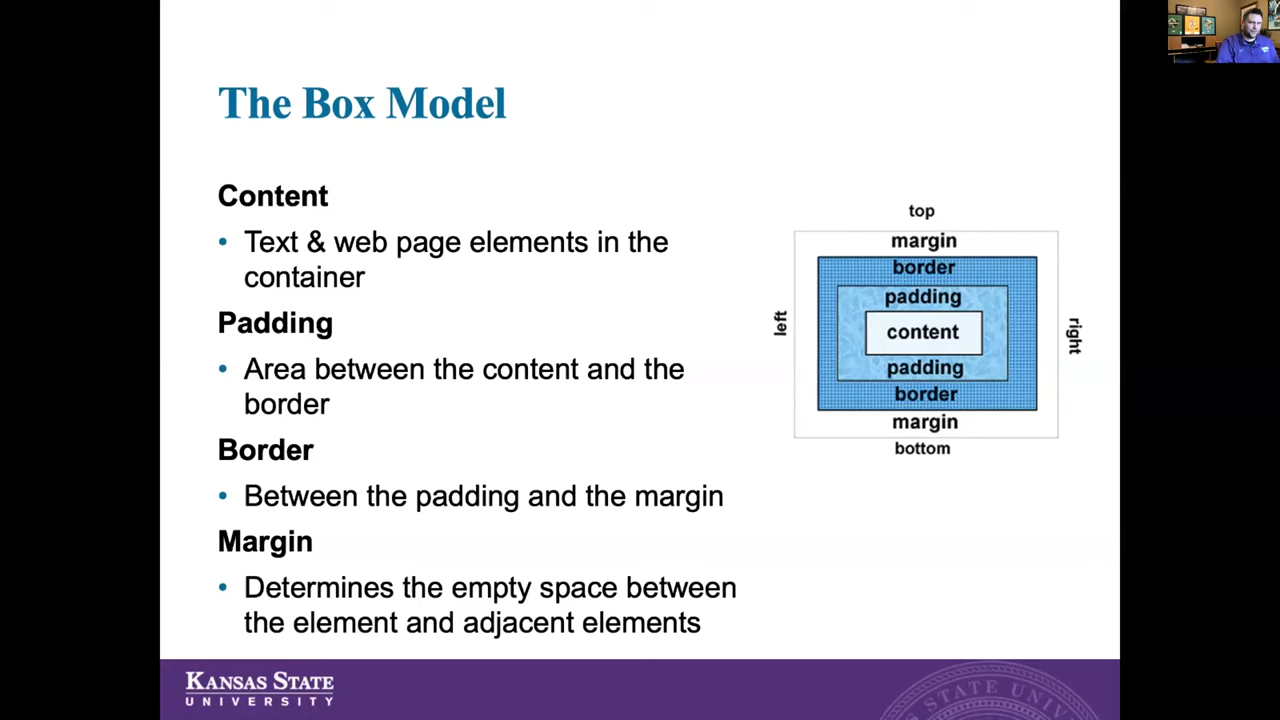 The Box Model
Content
• Text & web page elements in the
container
Padding
• Area between the content and the
border
Border
• Between the padding and the margin
Margin
• Determines the empty space between
the element and adjacent elements
top
margin
border
padding
left
content
right
padding
border
margin
bottom
KANSAS STATE
UNIVERSITY
STATE UNI